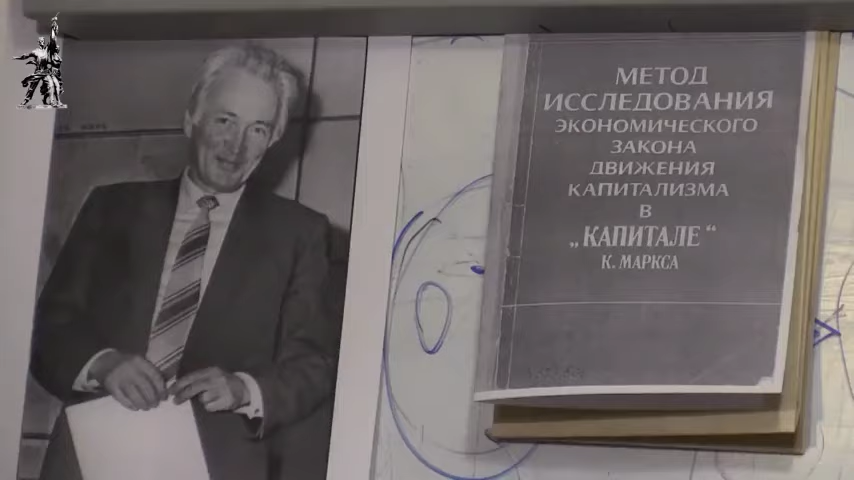 МЕТОД
ИССЛЕДОВАНИЯ
ЭКОНОМИЧЕСКОГО
ЗАКОНА
ДВИЖЕНИЯ
КАПИТАЛИЗМА
В
„КАПИТАЛЕ“
К. МАРКСА